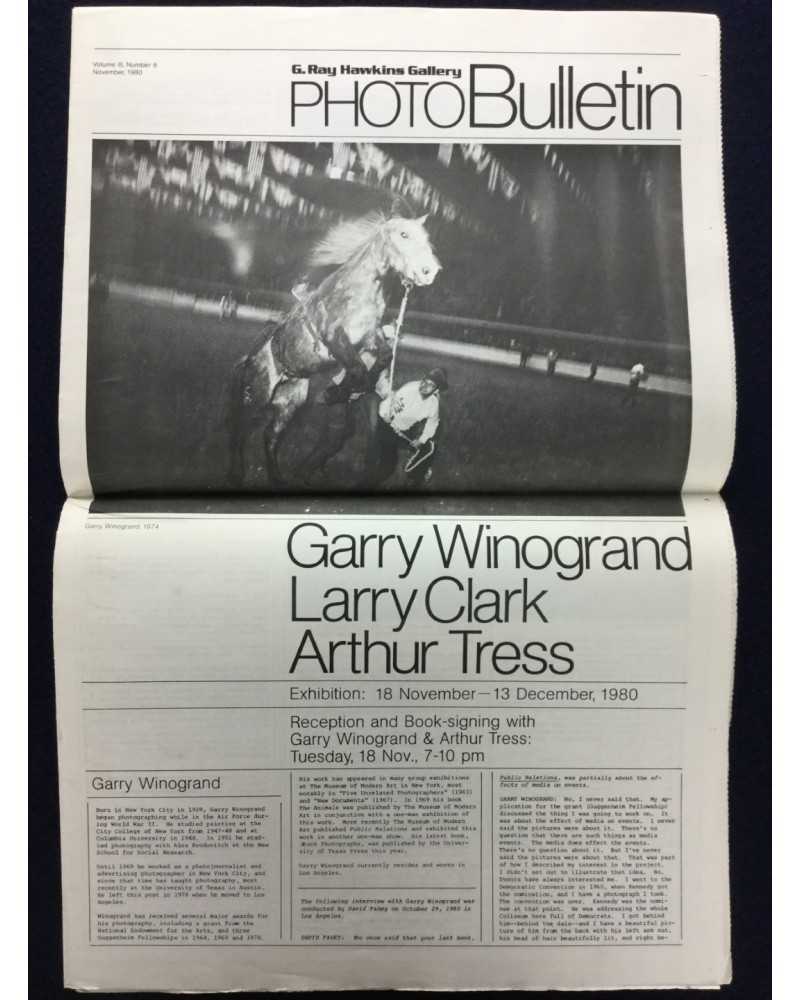 Volume III, Number 6
November, 1980
G. Ray Hawkins Gallery
PHOTOBulletin
Garry Winogrand, 1974
Garry Winogrand
Larry Clark
Arthur Tress
Exhibition: 18 November—13 December, 1980
Reception and Book-signing with
Garry Winogrand & Arthur Tress:
Tuesday, 18 Nov., 7-10 pm
Garry Winogrand
Born in New York City in 1928, Garry Winogrand
began photographing while in the Air Force dur-
ing World War II. He studied painting at the
City College of New York from 1947-48 and at
Columbia University in 1948. In 1951 he stud-
ied photography with Alex Brodovitch at the New
School for Social Research.
Until 1969 he worked as a photojournalist and
advertising photographer in New York City, and
since that time has taught photography, most
recently at the University of Texas in Austin.
He left this post in 1978 when he moved to Los
Angeles.
Winogrand has received several major awards for
his photography, including a grant from the
National Endowment for the Arts, and three
Guggenheim Fellowships in 1964, 1969 and 1978.
His work has appeared in many group exhibitions
at The Museum of Modern Art in New York, most
notably in "Five Unrelated Photographers" (1963)
and "New Documents" (1967). In 1969 his book
The Animals was published by The Museum of Modern
Art in conjunction with a one-man exhibition of
this work. More recently The Museum of Modern
Art published Public Relations and exhibited this
work in another one-man show. His latest book,
Stock Photographs, was published by the Univer-
sity of Texas Press this year.
Garry Winogrand currently resides and works in
Los Angeles.
The following interview with Garry Winogrand was
conducted by David Fahey on October 29, 1980 in
Los Angeles.
DAVID FAHEY: You once said that your last book,
Public Relations, was partially about the ef-
fects of media on events.
GARRY WINOGRAND: No, I never said that. My ap-
plication for the grant (Guggenheim Fellowship)
discussed the thing I was going to work on. It
was about the effect of media on events. I never
said the pictures were about it. There's no
question that there are such things as media
events. The media does effect the events.
There's no question about it. But I've never
said the pictures were about that. That was part
of how I described my interest in the project.
I didn't set out to illustrate that idea. No.
Events have always interested me. I went to the
Democratic Convention in 1960, when Kennedy got
the nomination, and I have a photograph I took.
The convention was over. Kennedy was the nomi-
nee at that point. He was addressing the whole
Coliseum here full of Democrats. I got behind
him--behind the dais--and I have a beautiful pic-
ture of him from the back with his left arm out,
his head of hair beautifully lit, and right be-